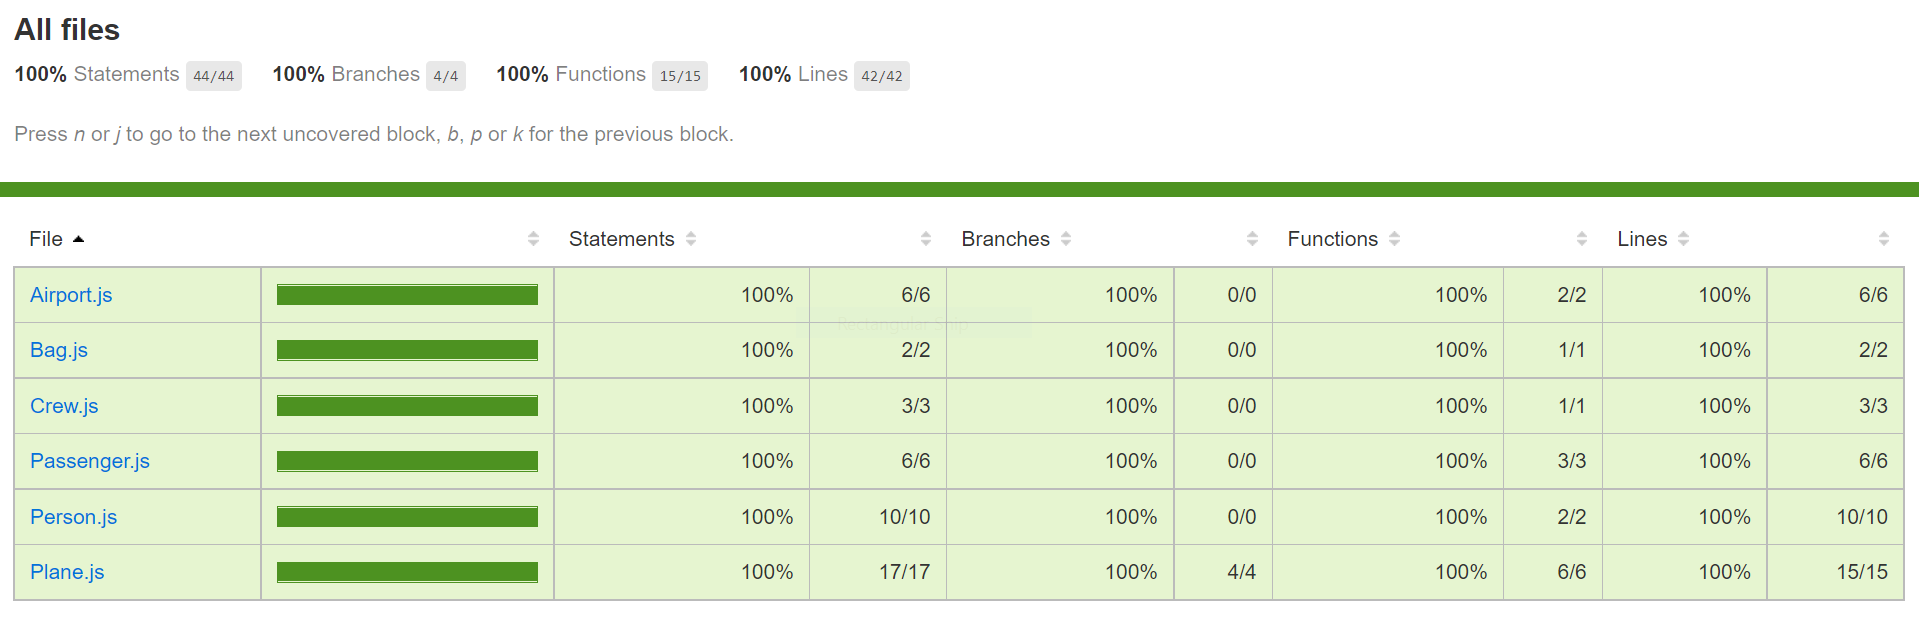 All files
100% Statements 44/44 100% Branches 4/4 100% Functions 15/15 100% Lines 42/42
Press n or j to go to the next uncovered block, b, p or k for the previous block.
File Statements Branches Functions Lines
Airport.js 100% 6/6 100% 0/0 100% 2/2 100% 6/6
Rectangular Snip
Bag.js 100% 2/2 100% 0/0 100% 1/1 100% 2/2
Crew.js 100% 3/3 100% 0/0 100% 1/1 100% 3/3
Passenger.js 100% 6/6 100% 0/0 100% 3/3 100% 6/6
Person.js 100% 10/10 100% 0/0 100% 2/2 100% 10/10
Plane.js 100% 17/17 100% 4/4 100% 6/6 100% 15/15